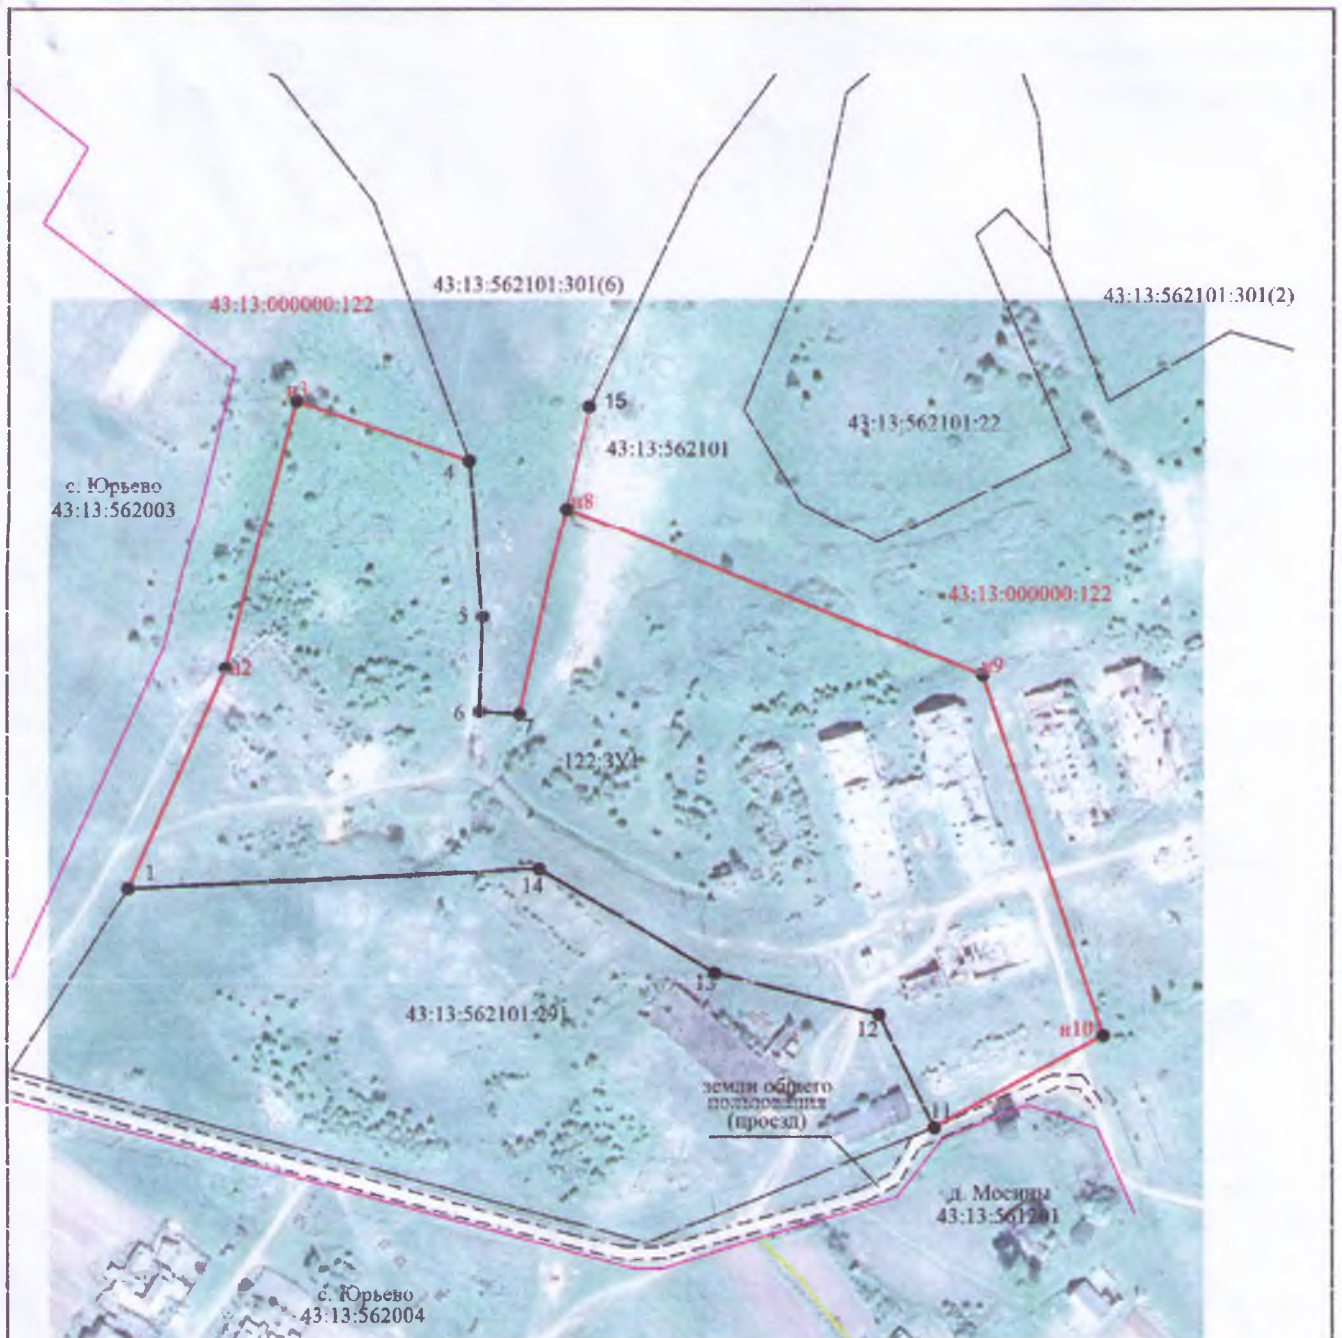 43:13:562101:301(6)
43:13:000000:122
43:13:562101:301(2)
н3
15
43:13:562101
43:13:562101:22
4
с. Юрьево
43:13:562003
н8
43:13:000000:122
5
н2
н9
6
7
:122:ЗУ1
1
14
13
43:13:562101:291
12
н10
земли общего
пользования
(проезд)
11
д. Мосины
43:13:561201
с. Юрьево
43:13:562004